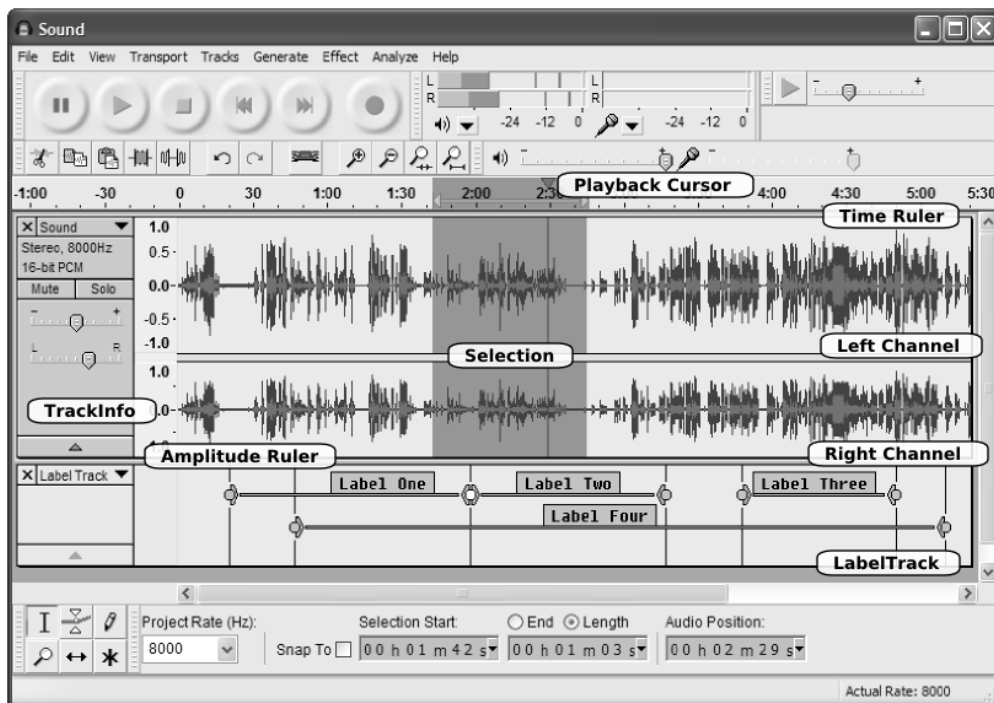 Sound
File Edit View Transport Tracks Generate Effect Analyze Help
L L - +
R R
-24 -12 0 -24 -12 0
- + -
Playback Cursor
-1:00 -30 0 30 1:00 1:30 2:00 2:30 4:00 4:30 5:00 5:30
Time Ruler
X Sound 1.0
Stereo, 8000Hz 0.5
16-bit PCM
Mute Solo 0.0
- + -0.5
L R -1.0
Left Channel
Selection
1.0
TrackInfo 0.0
Amplitude Ruler Right Channel
X Label Track
Label One Label Two Label Three
Label Four
LabelTrack
Project Rate (Hz): Selection Start: End Length Audio Position:
8000 Snap To 00 h 01 m 42 s 00 h 01 m 03 s 00 h 02 m 29 s
Actual Rate: 8000